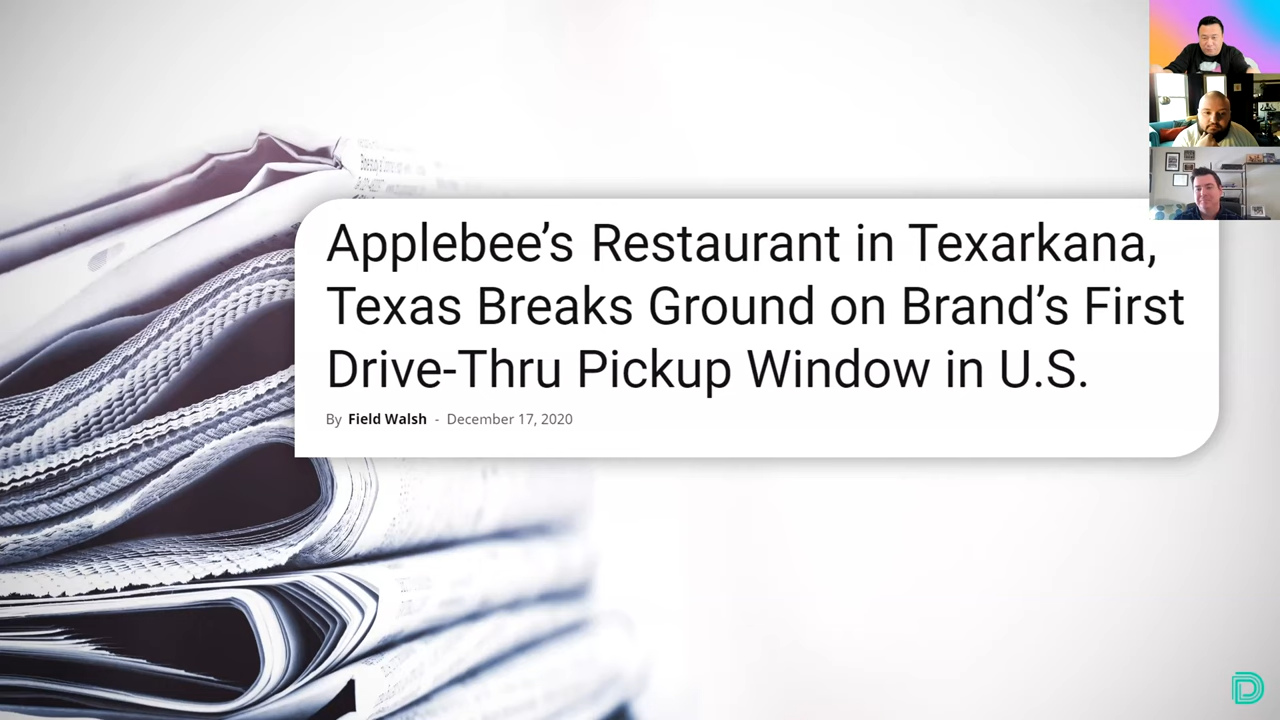 Applebee’s Restaurant in Texarkana,
Texas Breaks Ground on Brand’s First
Drive-Thru Pickup Window in U.S.
By Field Walsh - December 17, 2020